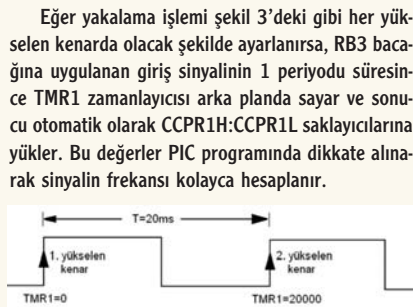 Eğer yakalama işlemi şekil 3'deki gibi her yük-
selen kenarda olacak şekilde ayarlanırsa, RB3 baca-
ğına uygulanan giriş sinyalinin 1 periyodu süresin-
ce TMR1 zamanlayıcısı arka planda sayar ve sonu-
cu otomatik olarak CCPR1H:CCPR1L saklayıcılarına
yükler. Bu değerler PIC programında dikkate alına-
rak sinyalin frekansı kolayca hesaplanır.
T=20ms
1. yükselen
kenar
2. yükselen
kenar
TMR1=0
TMR1=20000